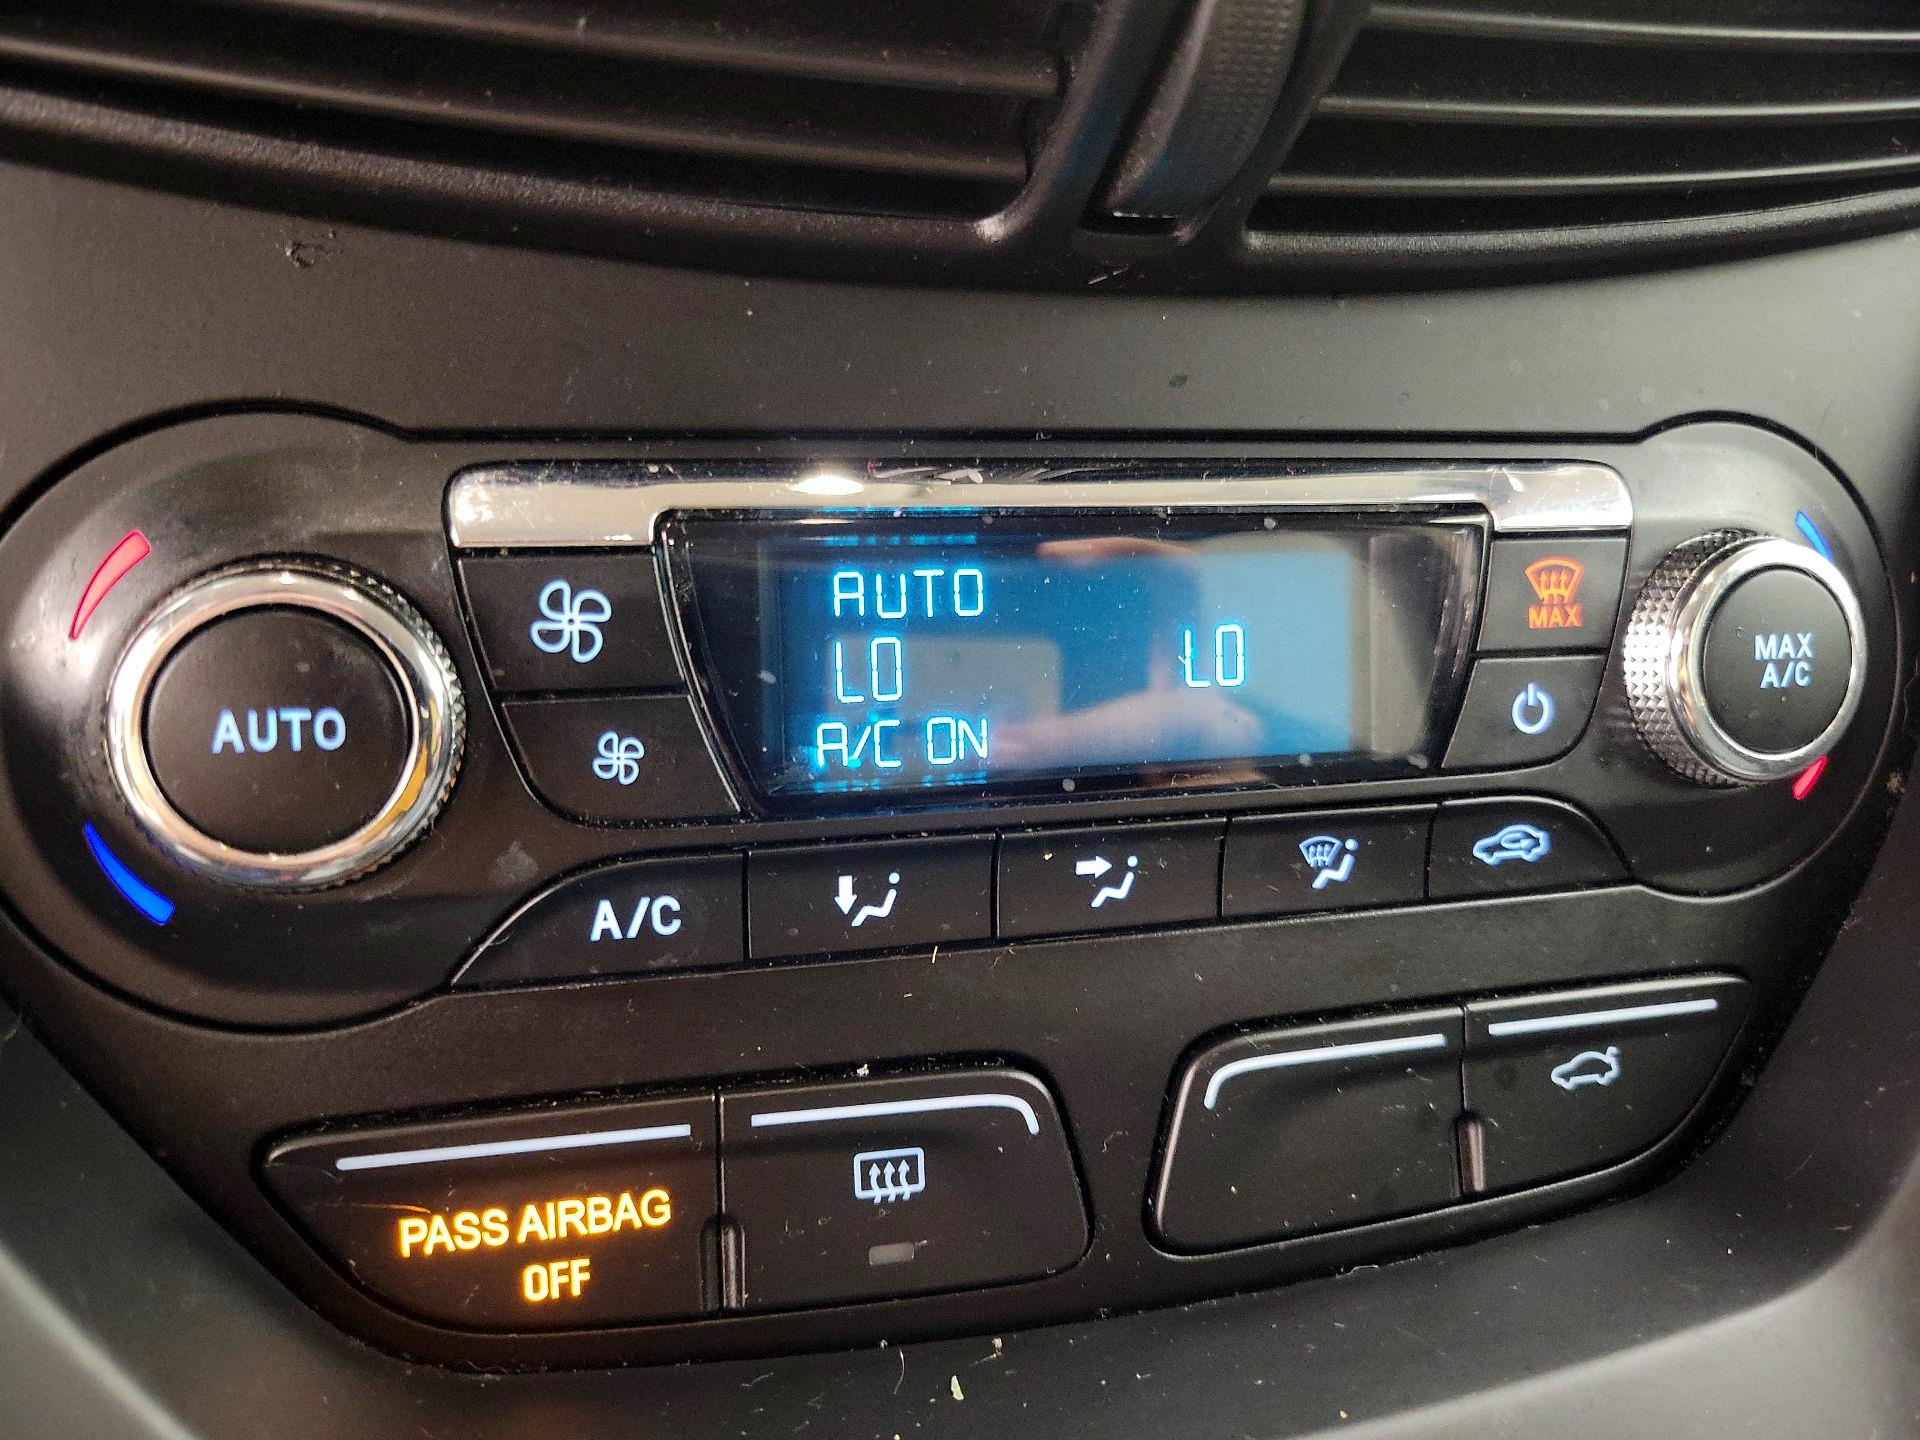 AUTO
LO LO
A/C ON
MAX
AUTO
MAX
A/C
A/C
PASS AIRBAG
OFF